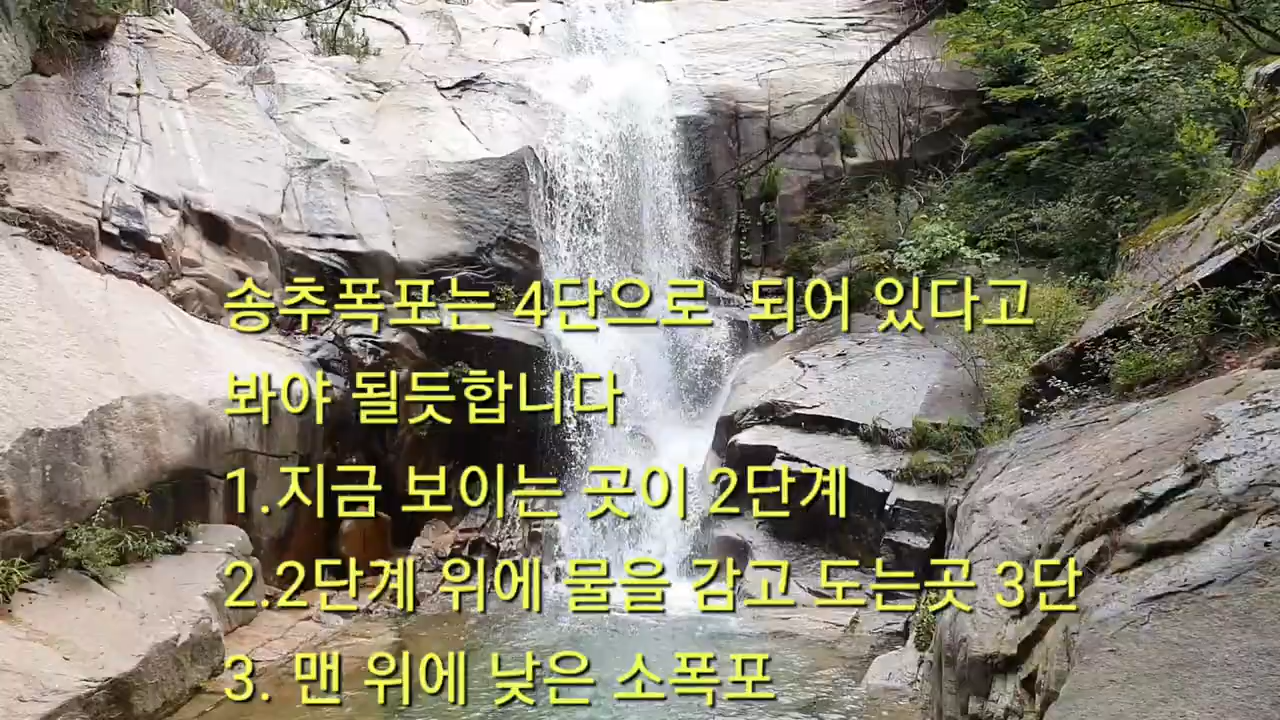 송추폭포는 4단으로 되어 있다고
봐야 될듯합니다
1.지금 보이는 곳이 2단계
2.2단계 위에 물을 감고 도는곳 3단
3. 맨 위에 낮은 소폭포